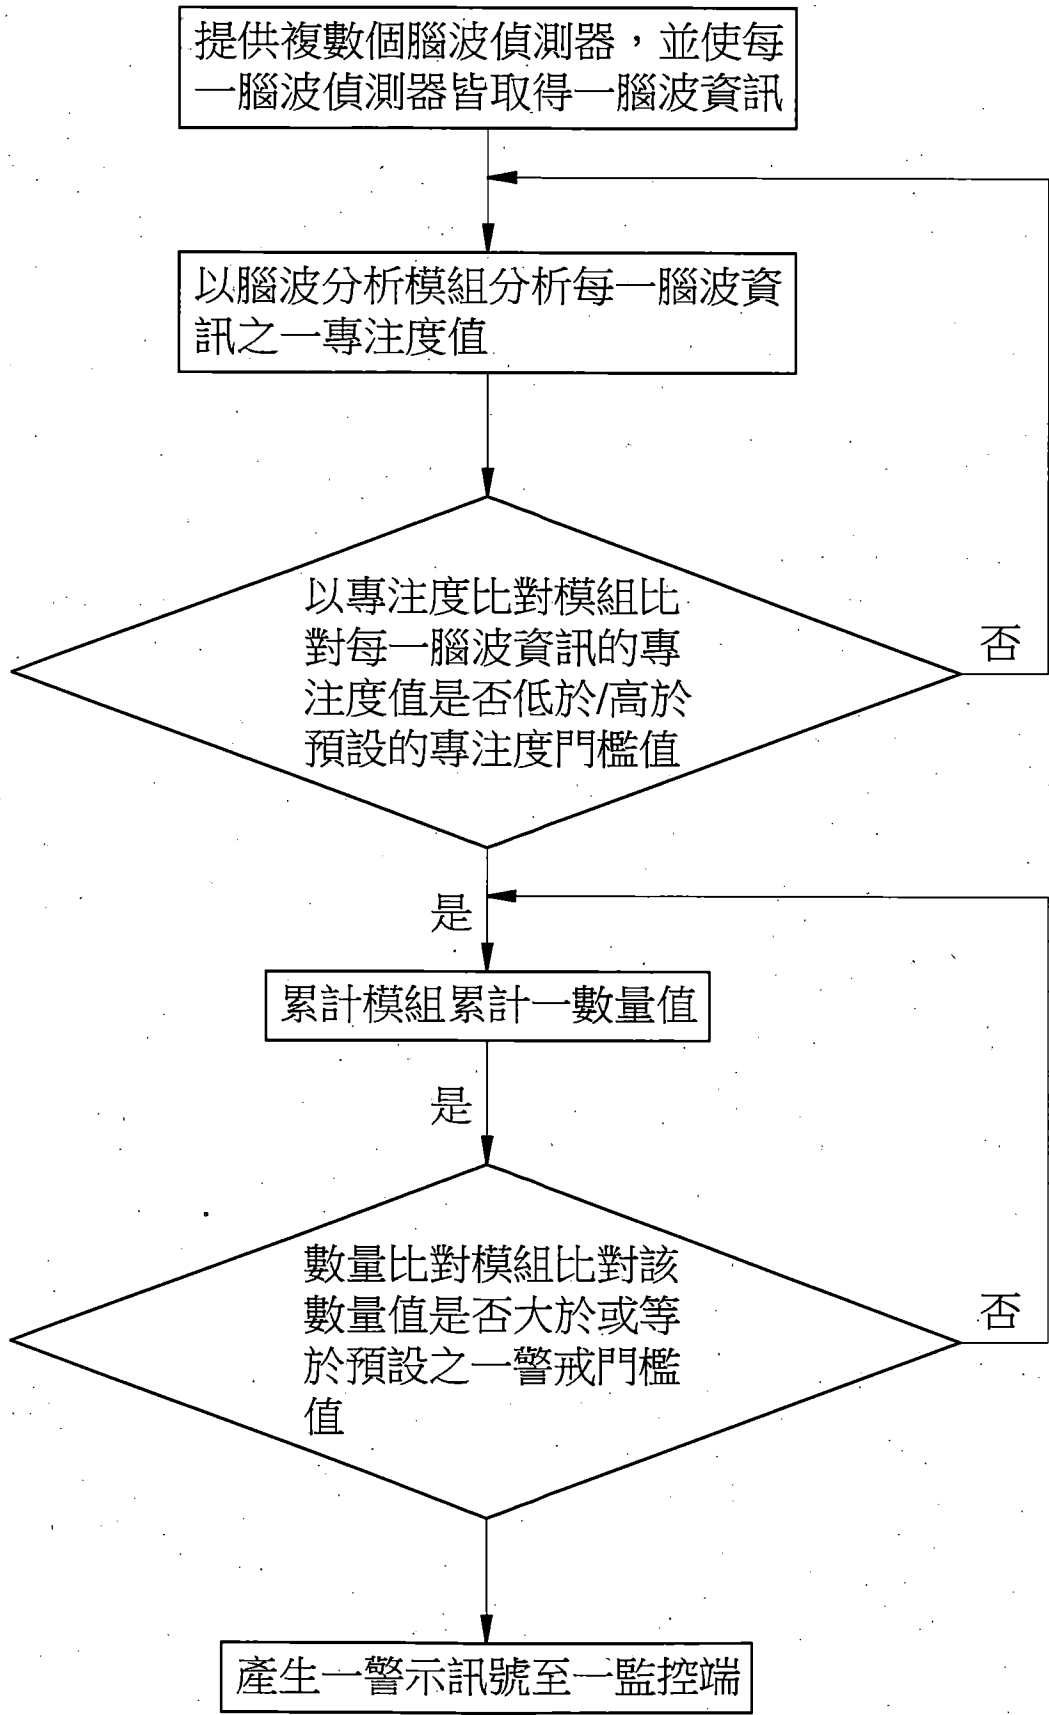 提供複數個腦波偵測器，並使每
一腦波偵測器皆取得一腦波資訊
以腦波分析模組分析每一腦波資
訊之一專注度值
以專注度比對模組比
對每一腦波資訊的專
注度值是否低於/高於
預設的專注度門檻值
否
是
累計模組累計一數量值
是
數量比對模組比對該
數量值是否大於或等
於預設之一警戒門檻
值
否
產生一警示訊號至一監控端